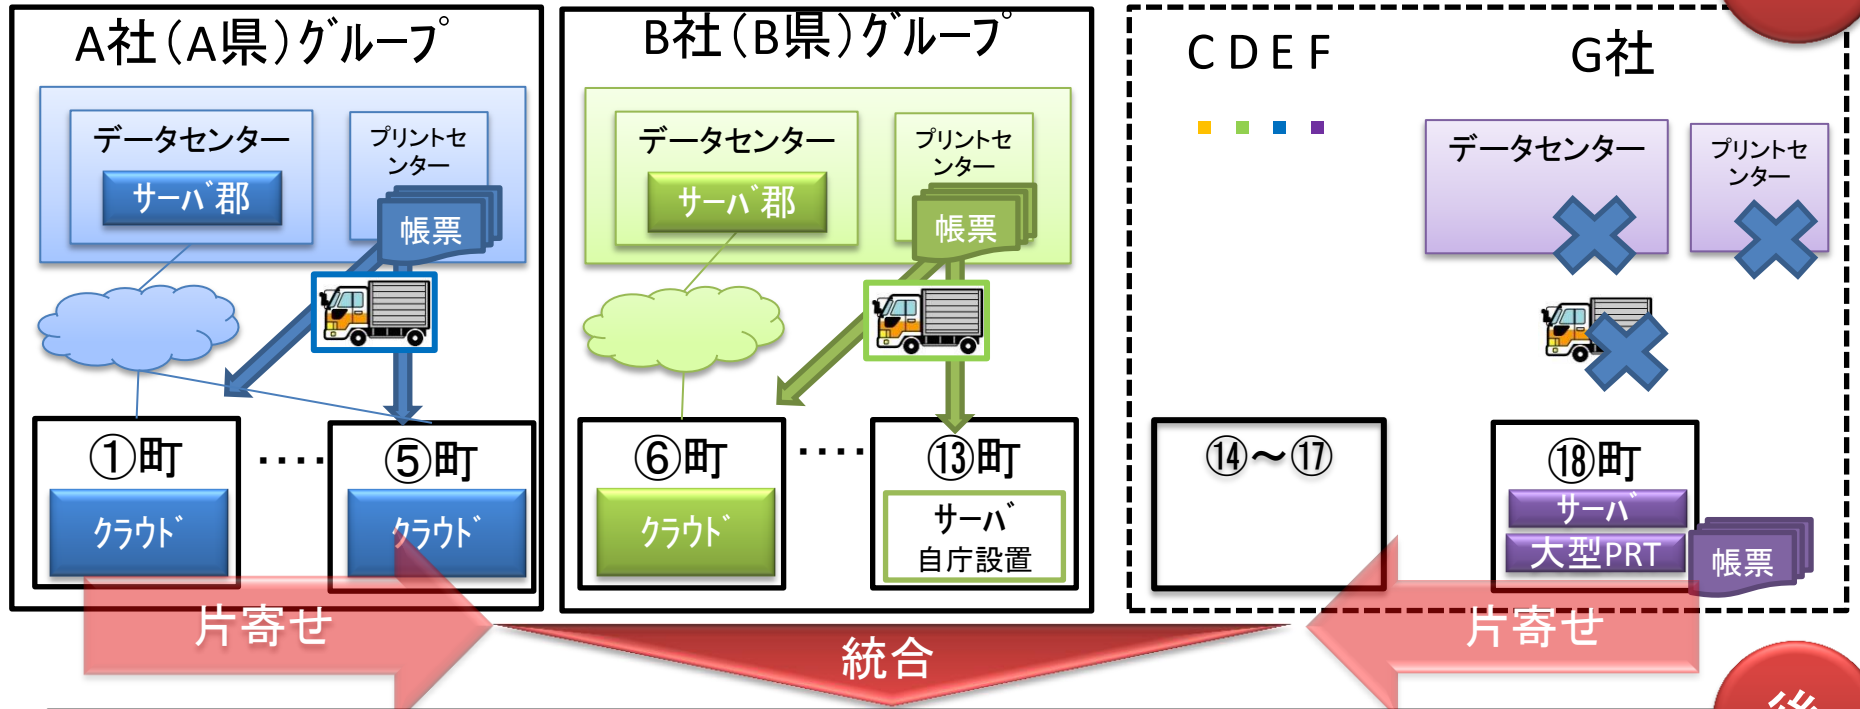 A社(A県)グループ
データセンター
サーバ郡
プリントセ
ンター
帳票
①町
‥‥
⑤町
クラウド
クラウド
B社(B県)グループ
データセンター
サーバ郡
プリントセ
ンター
帳票
⑥町
‥‥
⑬町
クラウド
サーバ
自庁設置
C D E F
G社
データセンター
プリントセ
ンター
⑭～⑰
⑱町
サーバ
大型PRT
帳票
片寄せ
統合
片寄せ
後